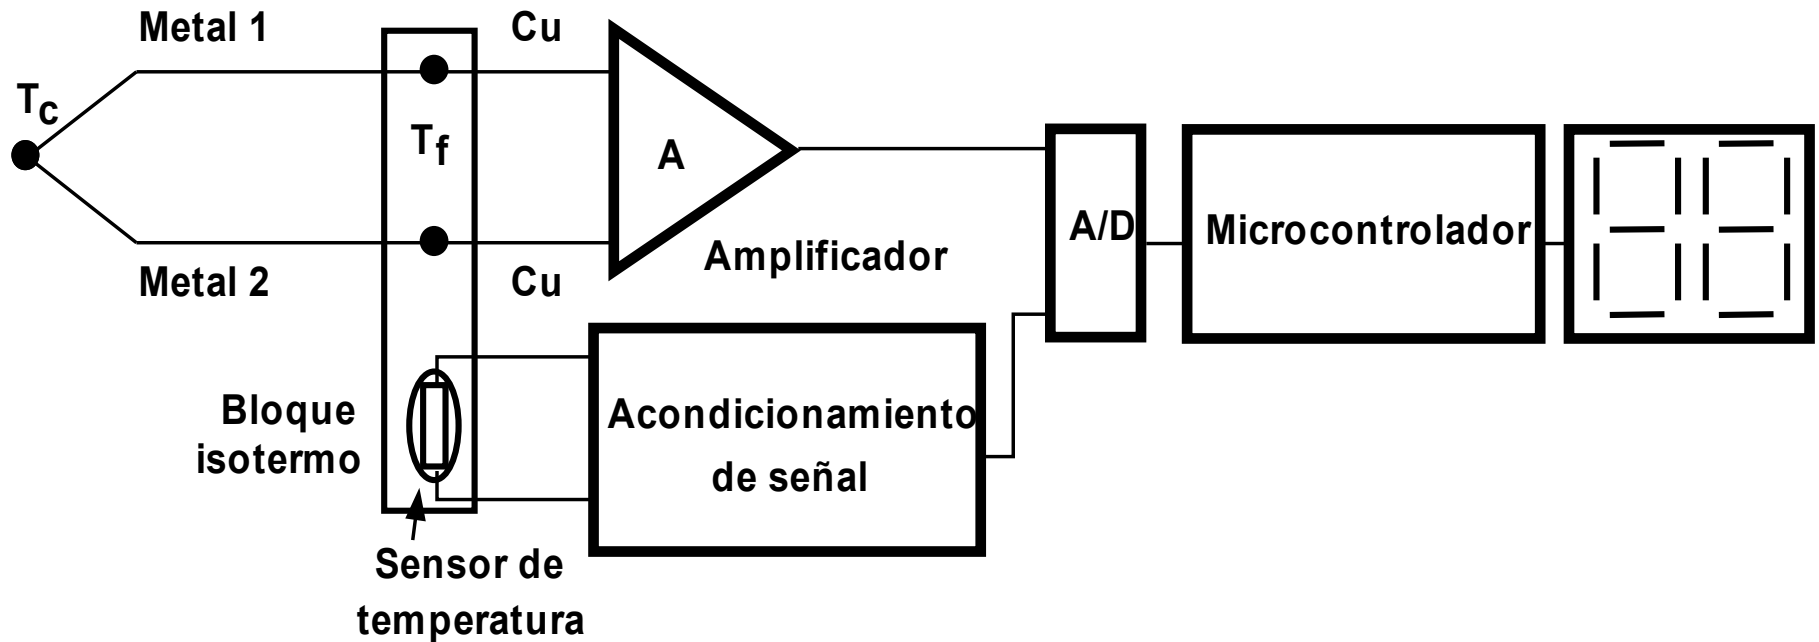 Metal 1
Cu
Tc
Tf
A
A/D
Microcontrolador
Amplificador
Metal 2
Cu
Bloque
isotermo
Acondicionamiento
de señal
Sensor de
temperatura